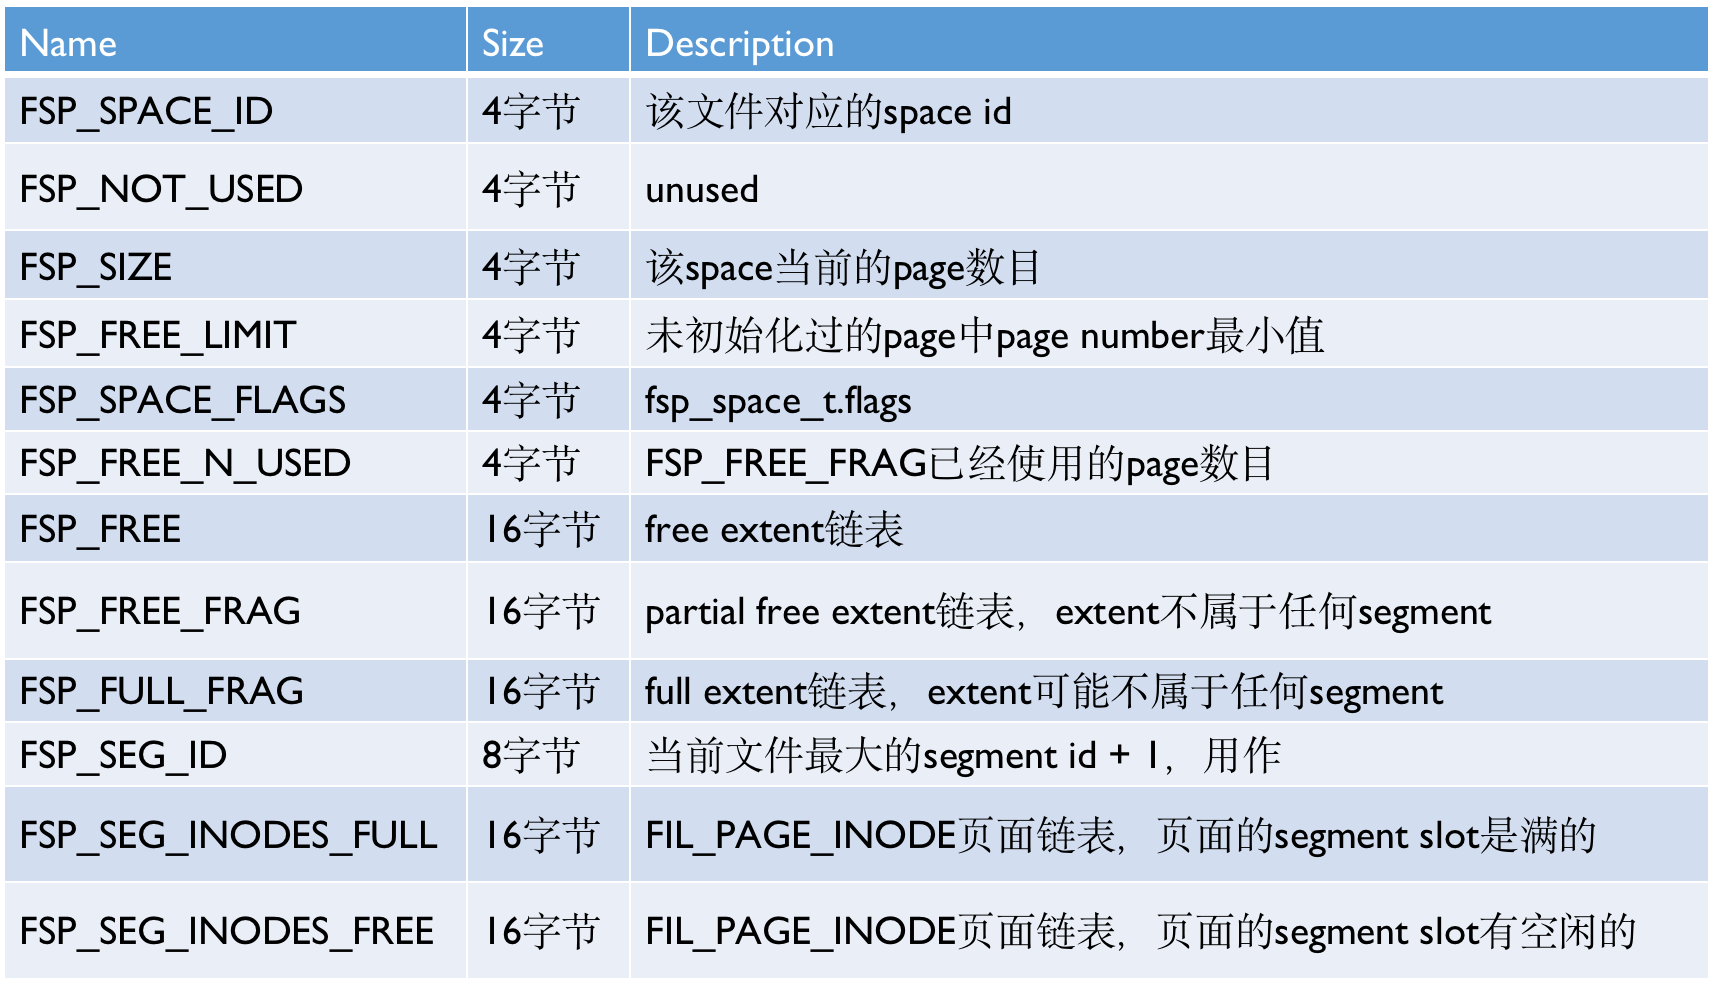 Name Size Description
FSP_SPACE_ID 4字节 该文件对应的space id
FSP_NOT_USED 4字节 unused
FSP_SIZE 4字节 该space当前的page数目
FSP_FREE_LIMIT 4字节 未初始化过的page中page number最小值
FSP_SPACE_FLAGS 4字节 fsp_space_t.flags
FSP_FREE_N_USED 4字节 FSP_FREE_FRAG已经使用的page数目
FSP_FREE 16字节 free extent链表
FSP_FREE_FRAG 16字节 partial free extent链表，extent不属于任何segment
FSP_FULL_FRAG 16字节 full extent链表，extent可能不属于任何segment
FSP_SEG_ID 8字节 当前文件最大的segment id + 1，用作
FSP_SEG_INODES_FULL 16字节 FIL_PAGE_INODE页面链表，页面的segment slot是满的
FSP_SEG_INODES_FREE 16字节 FIL_PAGE_INODE页面链表，页面的segment slot有空闲的